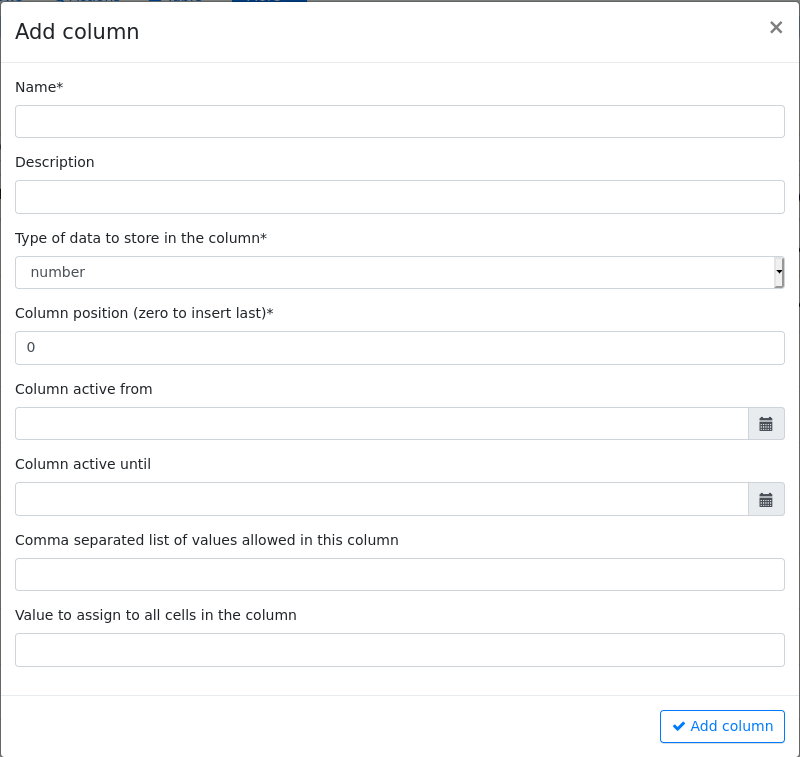 Add column
×
Name*
Description
Type of data to store in the column*
number
Column position (zero to insert last)*
0
Column active from
Column active until
Comma separated list of values allowed in this column
Value to assign to all cells in the column
Add column